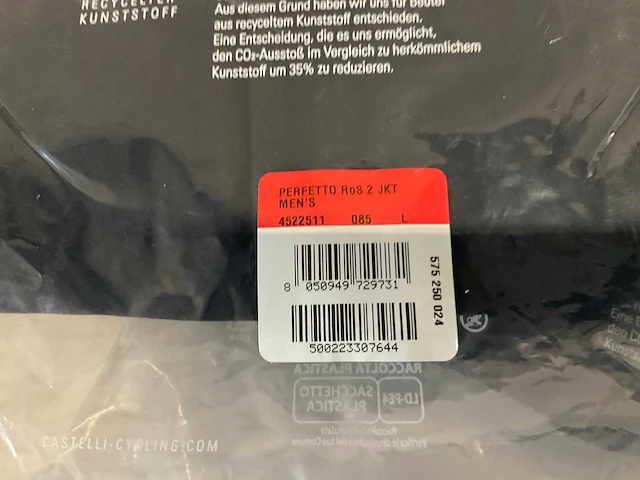 RECYCELTER
KUNSTSTOFF
Aus diesem Grund haben wir uns für Beutel
aus recyceltem Kunststoff entschieden.
Eine Entscheidung, die es uns ermöglicht,
den CO₂-Ausstoß im Vergleich zu herkömmlichem
Kunststoff um 35% zu reduzieren.
PERFETTO RoS 2 JKT
MEN'S
4522511 085 L
8 050949 729731
500223307644
575 250 024
RACCOLTA PLASTICA
SACCHETTO
PLASTICA
LD-PE4
CASTELLI-CYCLING.COM